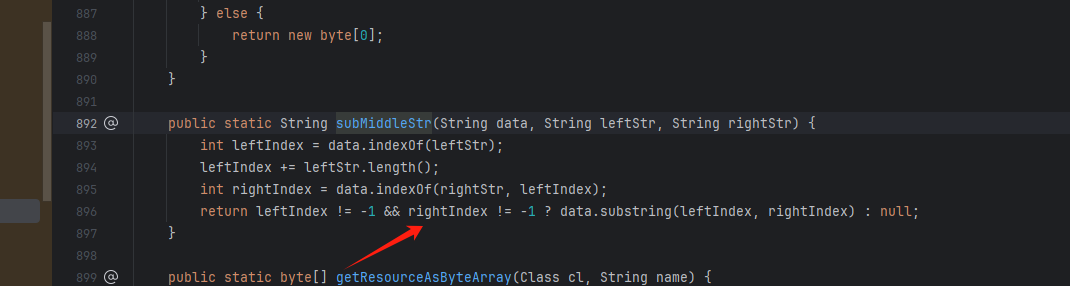 887 } else {
888 return new byte[0];
889 }
890 }
891
892 @ public static String subMiddleStr(String data, String leftStr, String rightStr) {
893 int leftIndex = data.indexOf(leftStr);
894 leftIndex += leftStr.length();
895 int rightIndex = data.indexOf(rightStr, leftIndex);
896 return leftIndex != -1 && rightIndex != -1 ? data.substring(leftIndex, rightIndex) : null;
897 }
898
899 @ public static byte[] getResourceAsByteArray(Class cl, String name) {